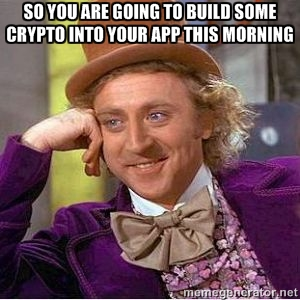 SO YOU ARE GOING TO BUILD SOME
CRYPTO INTO YOUR APP THIS MORNING
memegenerator.net